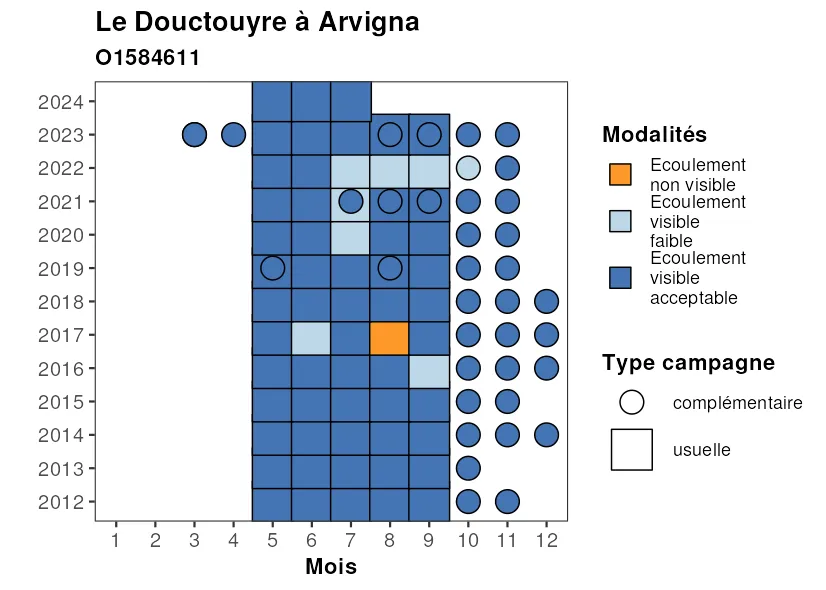 Le Douctouyre à Arvigna
O1584611
2024
2023
2022
2021
2020
2019
2018
2017
2016
2015
2014
2013
2012
1 2 3 4 5 6 7 8 9 10 11 12
Mois
Modalités
Ecoulement
non visible
Ecoulement
visible
faible
Ecoulement
visible
acceptable
Type campagne
complémentaire
usuelle